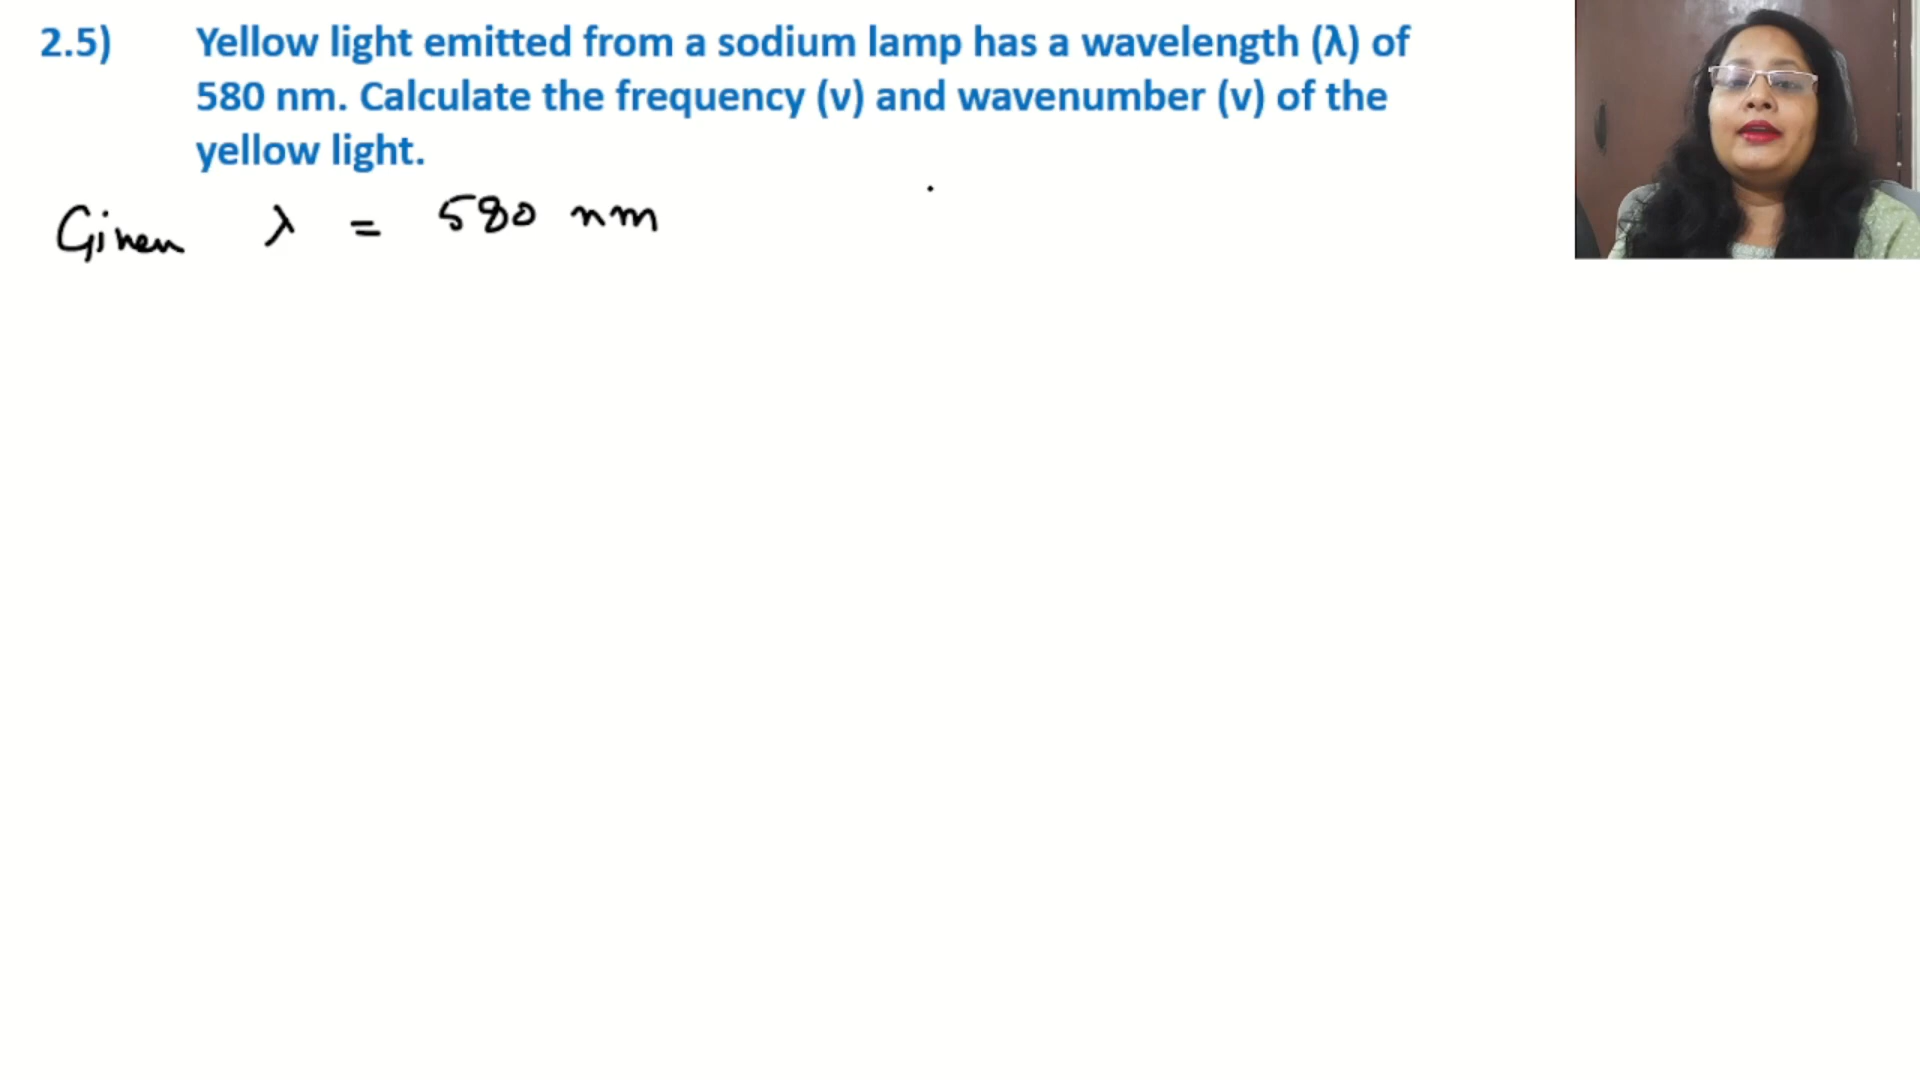 2.5) Yellow light emitted from a sodium lamp has a wavelength (λ) of
580 nm. Calculate the frequency (ν) and wavenumber (ν) of the
yellow light.
Given λ = 580 nm